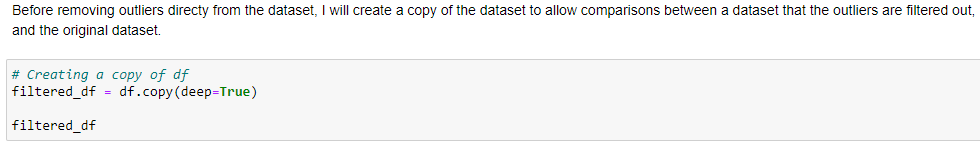 Before removing outliers directy from the dataset, I will create a copy of the dataset to allow comparisons between a dataset that the outliers are filtered out,
and the original dataset.
# Creating a copy of df
filtered_df = df.copy(deep=True)
filtered_df